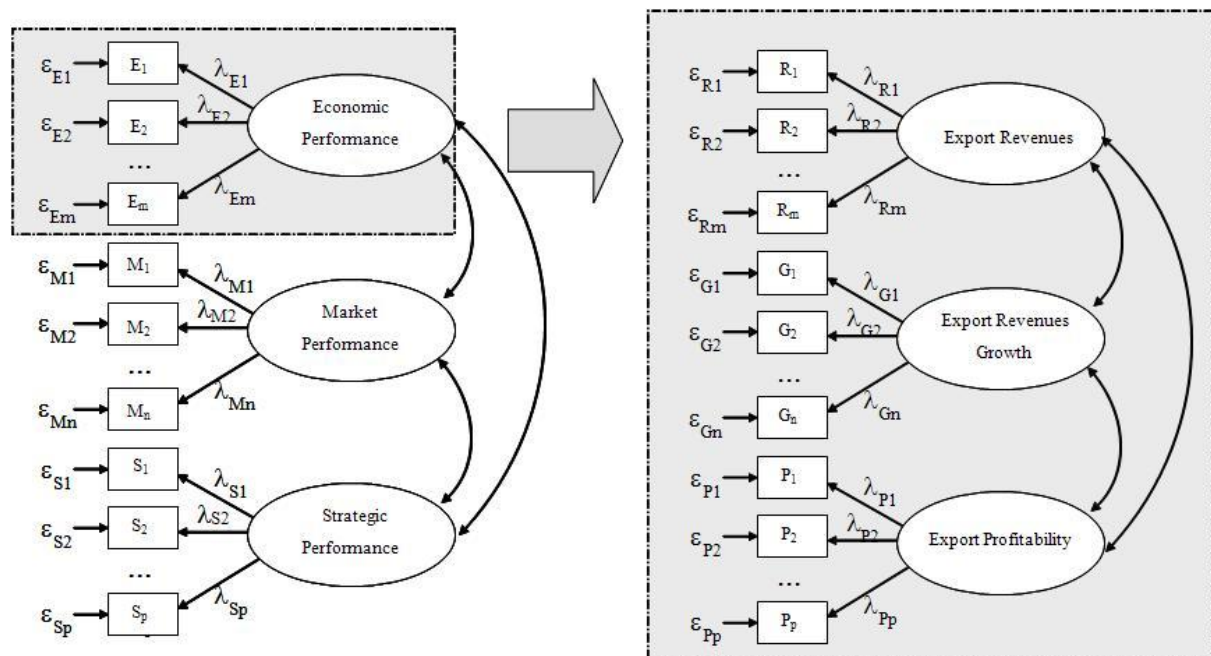 εE1 E1 λE1
εE2 E2 λE2
...
εEm Em λEm
Economic
Performance
εM1 M1 λM1
εM2 M2 λM2
...
εMn Mn λMn
Market
Performance
εS1 S1 λS1
εS2 S2 λS2
...
εSp Sp λSp
Strategic
Performance
εR1 R1 λR1
εR2 R2 λR2
...
εRm Rm λRm
Export Revenues
εG1 G1 λG1
εG2 G2 λG2
...
εGn Gn λGn
Export Revenues
Growth
εP1 P1 λP1
εP2 P2 λP2
...
εPp Pp λPp
Export Profitability